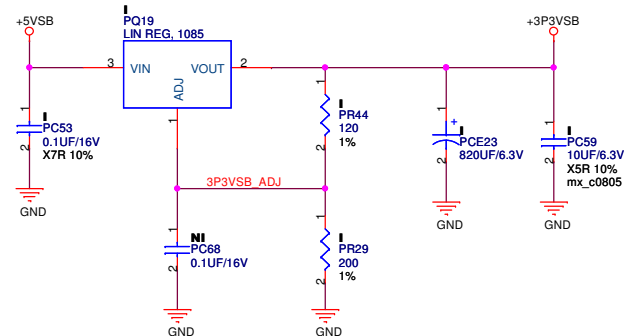 +5VSB
I
PQ19
LIN REG, 1085
+3P3VSB
3
VIN
VOUT
2
ADJ
1
1
I
PC53
0.1UF/16V
X7R 10%
2
GND
1
I
PR44
120
1%
2
1
+
I
PCE23
820UF/6.3V
2
GND
1
I
PC59
10UF/6.3V
X5R 10%
mx_c0805
2
GND
3P3VSB_ADJ
1
NI
PC68
0.1UF/16V
2
GND
1
I
PR29
200
1%
2
GND